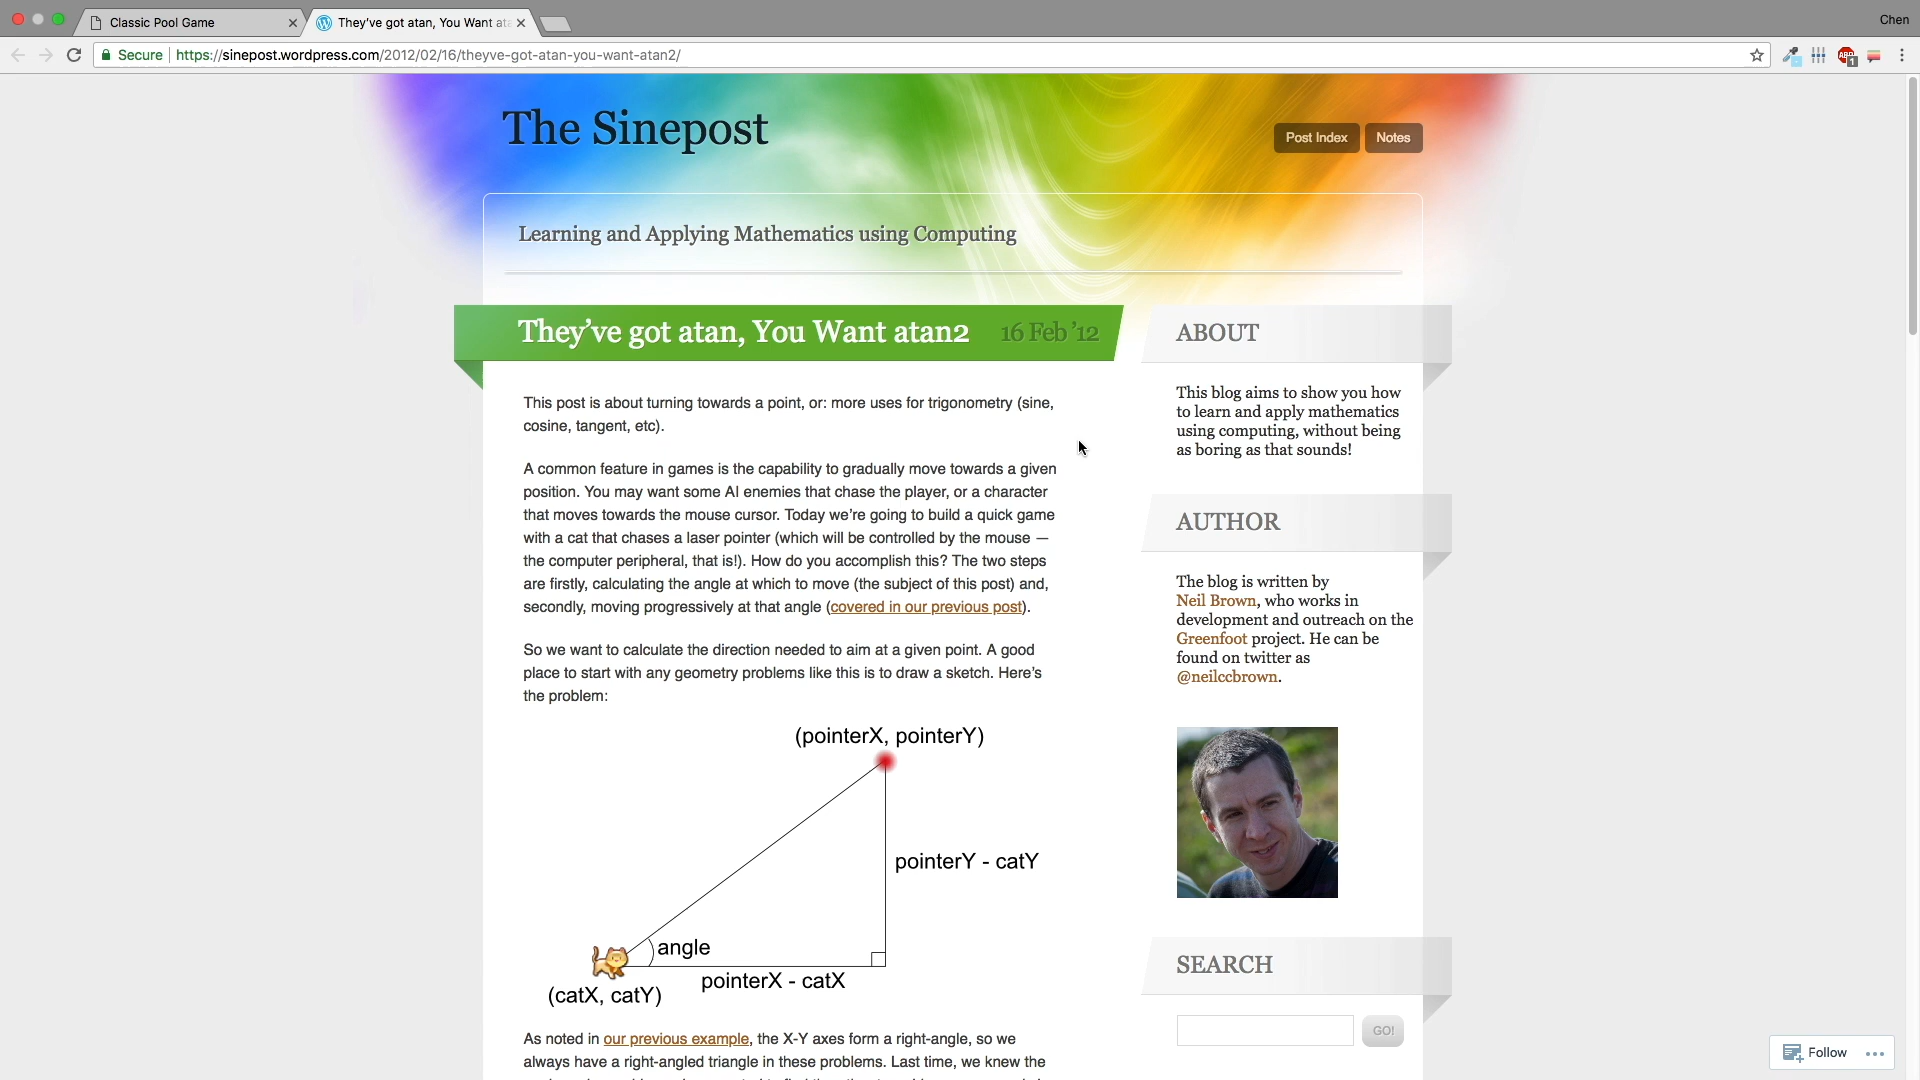 Classic Pool Game
They've got atan, You Want
Chen
Secure
https://sinepost.wordpress.com/2012/02/16/theyve-got-atan-you-want-atan2/
ABP
1
The Sinepost
Post Index
Notes
Learning and Applying Mathematics using Computing
They've got atan, You Want atan2
16 Feb '12
This post is about turning towards a point, or: more uses for trigonometry (sine,
cosine, tangent, etc).
A common feature in games is the capability to gradually move towards a given
position. You may want some AI enemies that chase the player, or a character
that moves towards the mouse cursor. Today we're going to build a quick game
with a cat that chases a laser pointer (which will be controlled by the mouse —
the computer peripheral, that is!). How do you accomplish this? The two steps
are firstly, calculating the angle at which to move (the subject of this post) and,
secondly, moving progressively at that angle (covered in our previous post).
So we want to calculate the direction needed to aim at a given point. A good
place to start with any geometry problems like this is to draw a sketch. Here's
the problem:
(pointerX, pointerY)
pointerY - catY
angle
pointerX - catX
(catX, catY)
As noted in our previous example, the X-Y axes form a right-angle, so we
always have a right-angled triangle in these problems. Last time, we knew the
ABOUT
This blog aims to show you how
to learn and apply mathematics
using computing, without being
as boring as that sounds!
AUTHOR
The blog is written by
Neil Brown, who works in
development and outreach on the
Greenfoot project. He can be
found on twitter as
@neilccbrown.
SEARCH
GO!
Follow